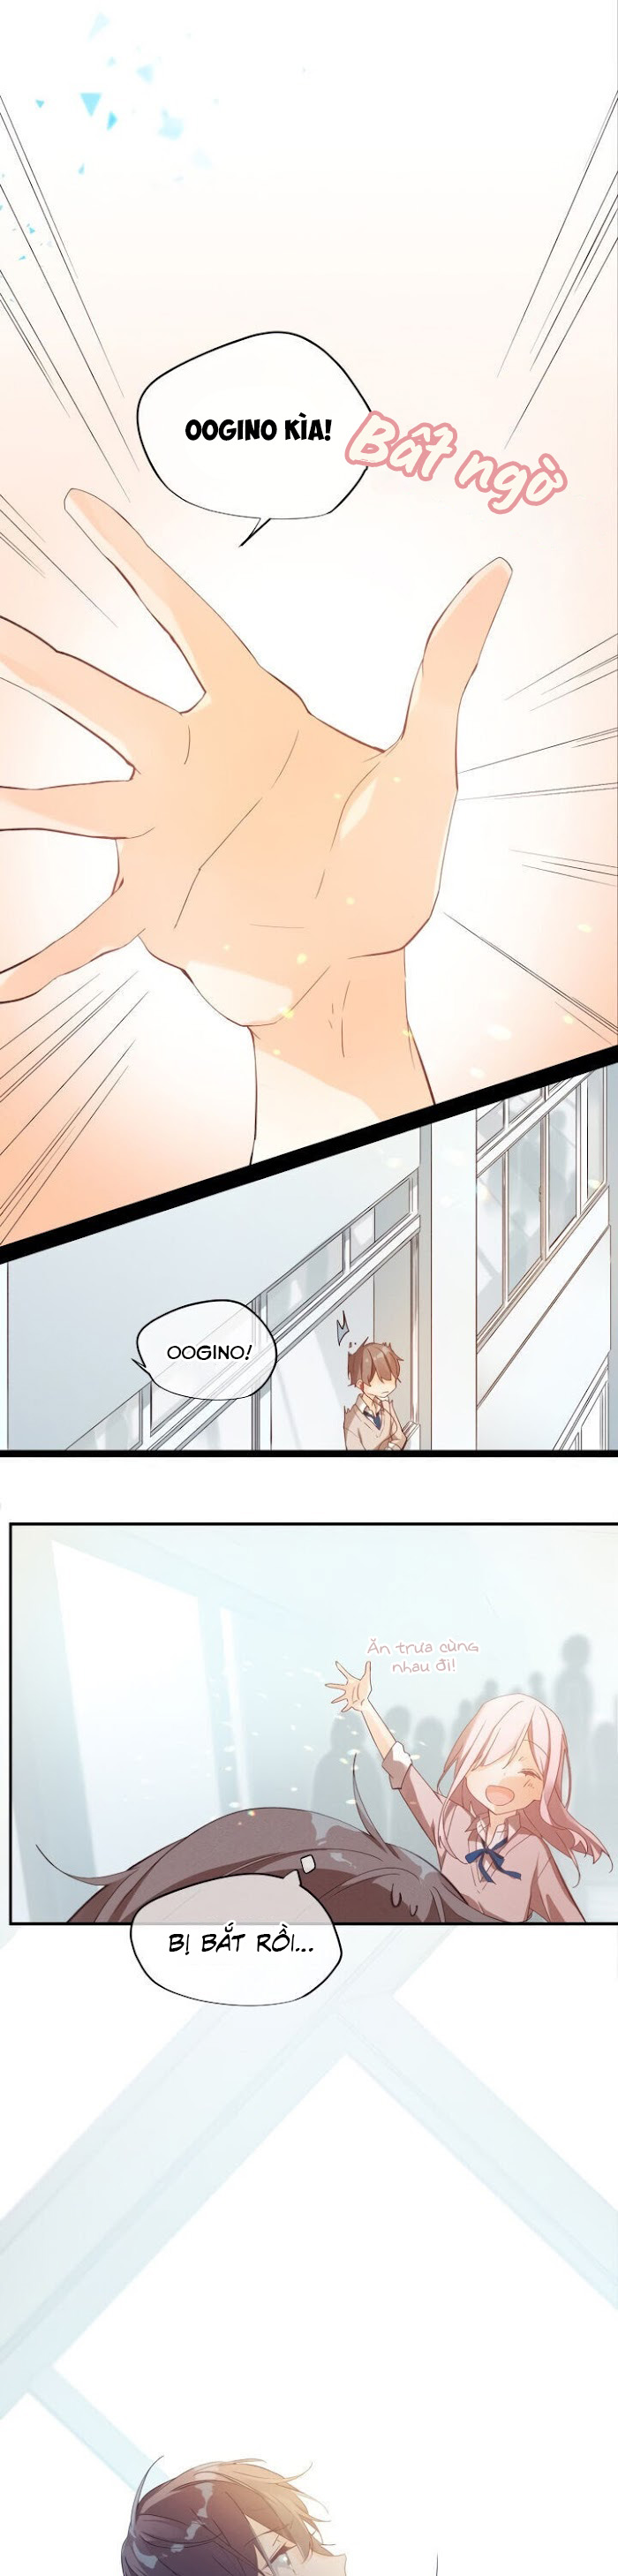 OOGINO KÌA!
Bất ngờ
OOGINO!
Ăn trưa cùng
nhau đi!
BỊ BẮT RỒI...